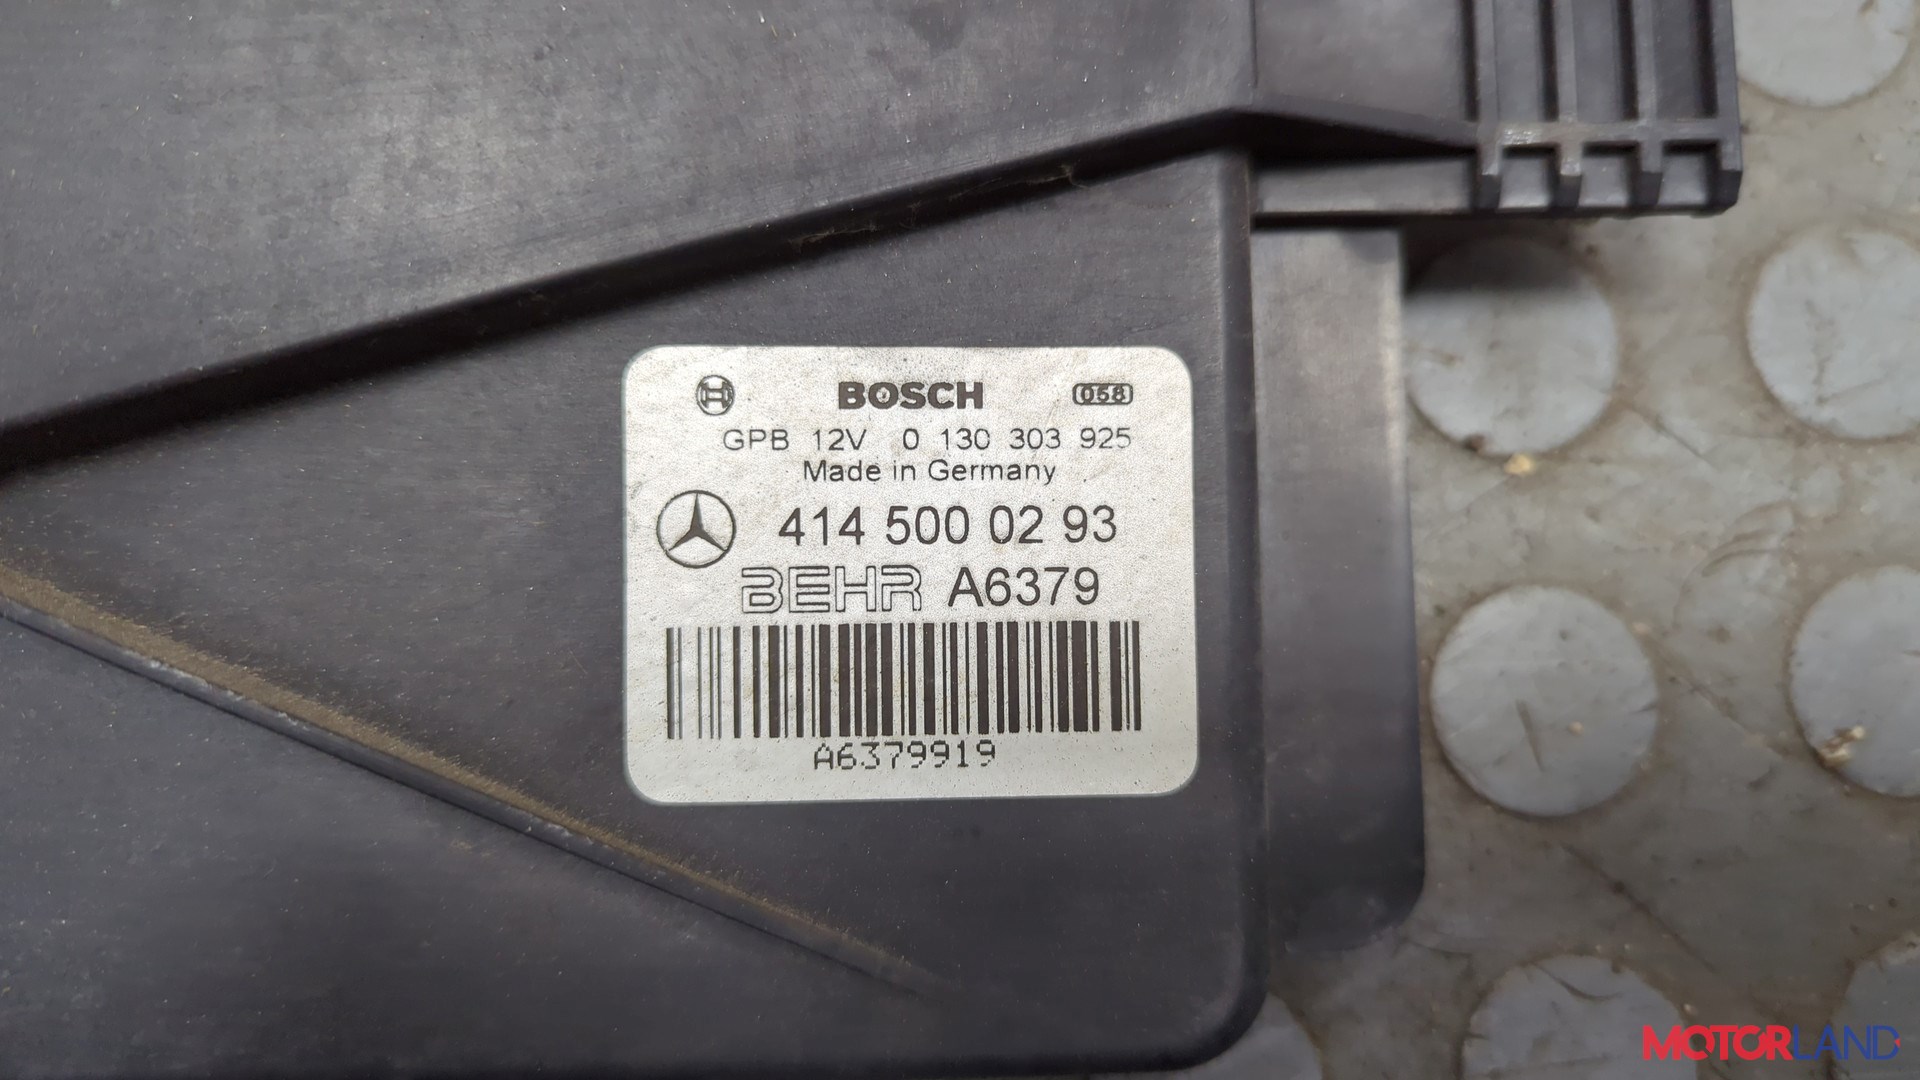 BOSCH 058
GPB 12V 0 130 303 925
Made in Germany
414 500 02 93
BEHR A6379
A6379919
MOTORLAND